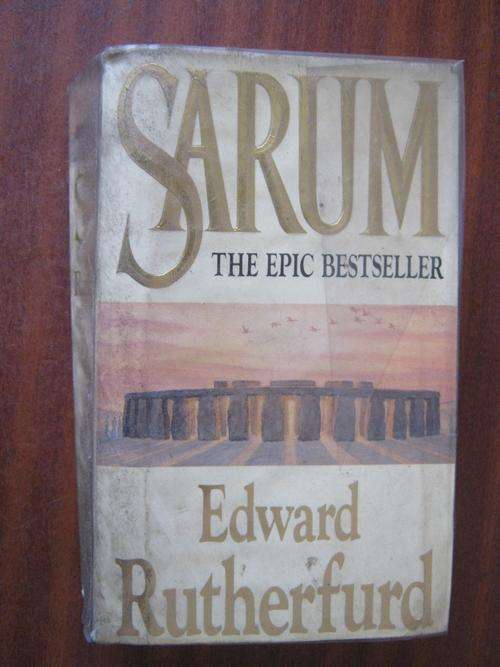 SARUM
THE EPIC BESTSELLER
Edward
Rutherfurd